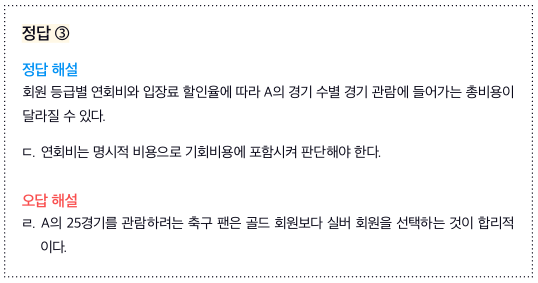 정답 ③
정답 해설
회원 등급별 연회비와 입장료 할인율에 따라 A의 경기 수별 경기 관람에 들어가는 총비용이
달라질 수 있다.
ㄷ. 연회비는 명시적 비용으로 기회비용에 포함시켜 판단해야 한다.
오답 해설
ㄹ. A의 25경기를 관람하려는 축구 팬은 골드 회원보다 실버 회원을 선택하는 것이 합리적
이다.